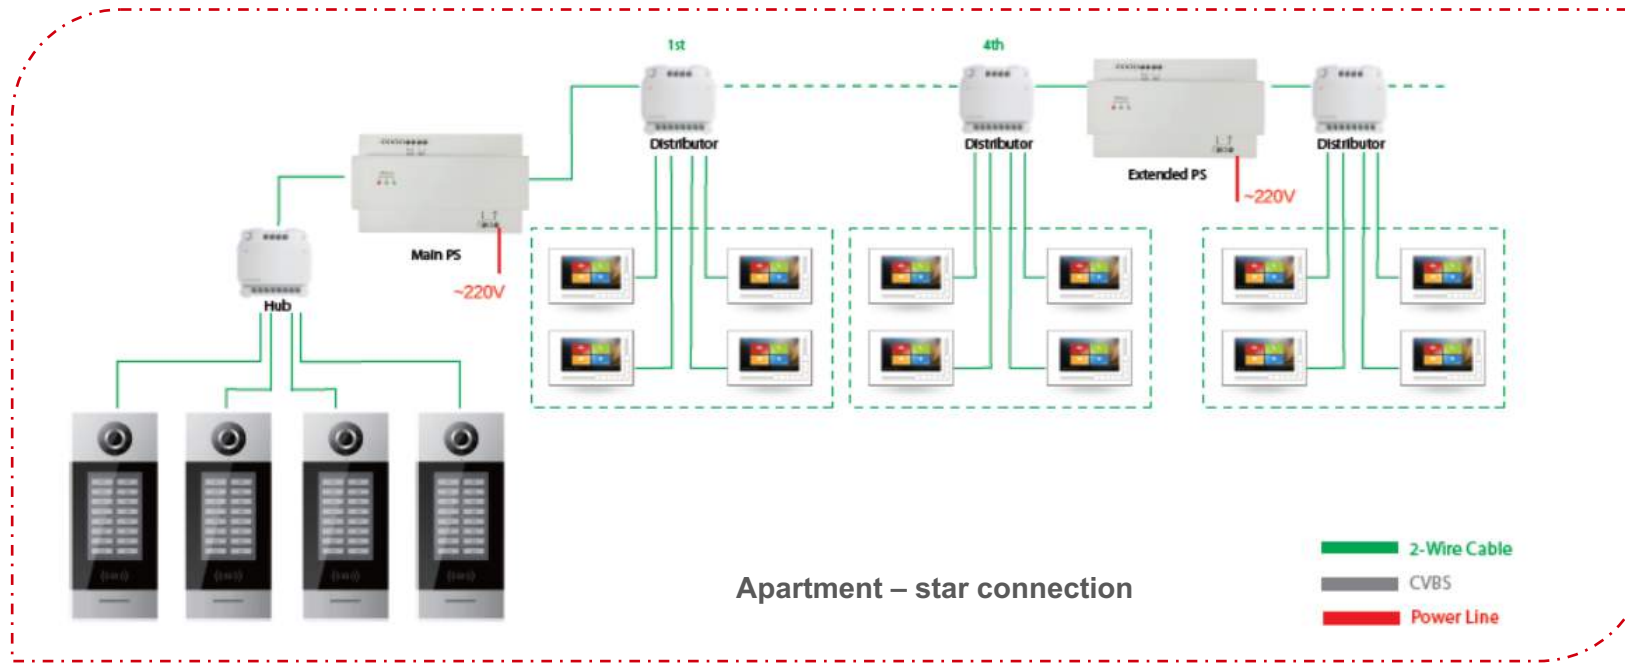 1st
4th
Distributor
Distributor
Distributor
Extended PS
~220V
Main PS
~220V
Hub
2-Wire Cable
CVBS
Power Line
Apartment – star connection